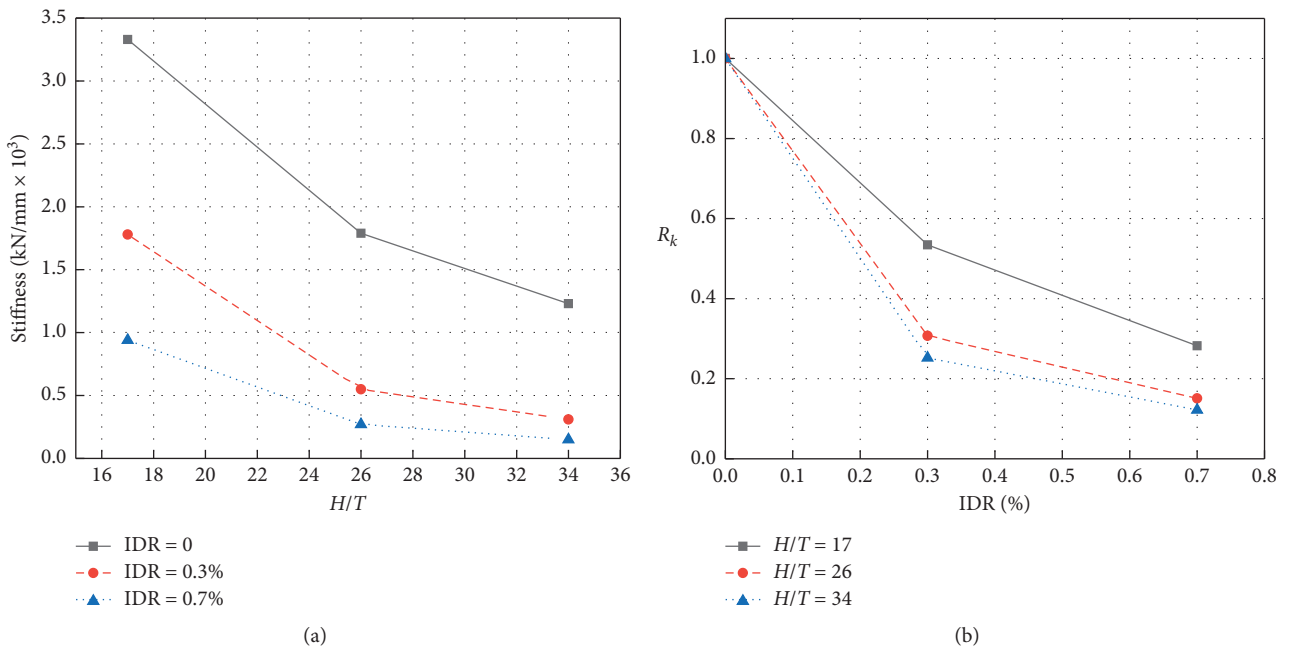 3.5
3.0
2.5
2.0
1.5
1.0
0.5
0.0
Stiffness (kN/mm × 10³)
16 18 20 22 24 26 28 30 32 34 36
H/T
IDR = 0
IDR = 0.3%
IDR = 0.7%
(a)
1.0
0.8
0.6
0.4
0.2
0.0
Rₖ
0.0 0.1 0.2 0.3 0.4 0.5 0.6 0.7 0.8
IDR (%)
H/T = 17
H/T = 26
H/T = 34
(b)